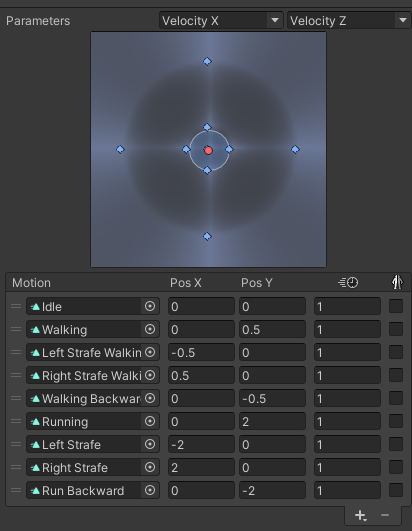 Parameters Velocity X Velocity Z
Motion Pos X Pos Y
Idle 0 0 1
Walking 0 0.5 1
Left Strafe Walkin -0.5 0 1
Right Strafe Walki 0.5 0 1
Walking Backwar 0 -0.5 1
Running 0 2 1
Left Strafe -2 0 1
Right Strafe 2 0 1
Run Backward 0 -2 1